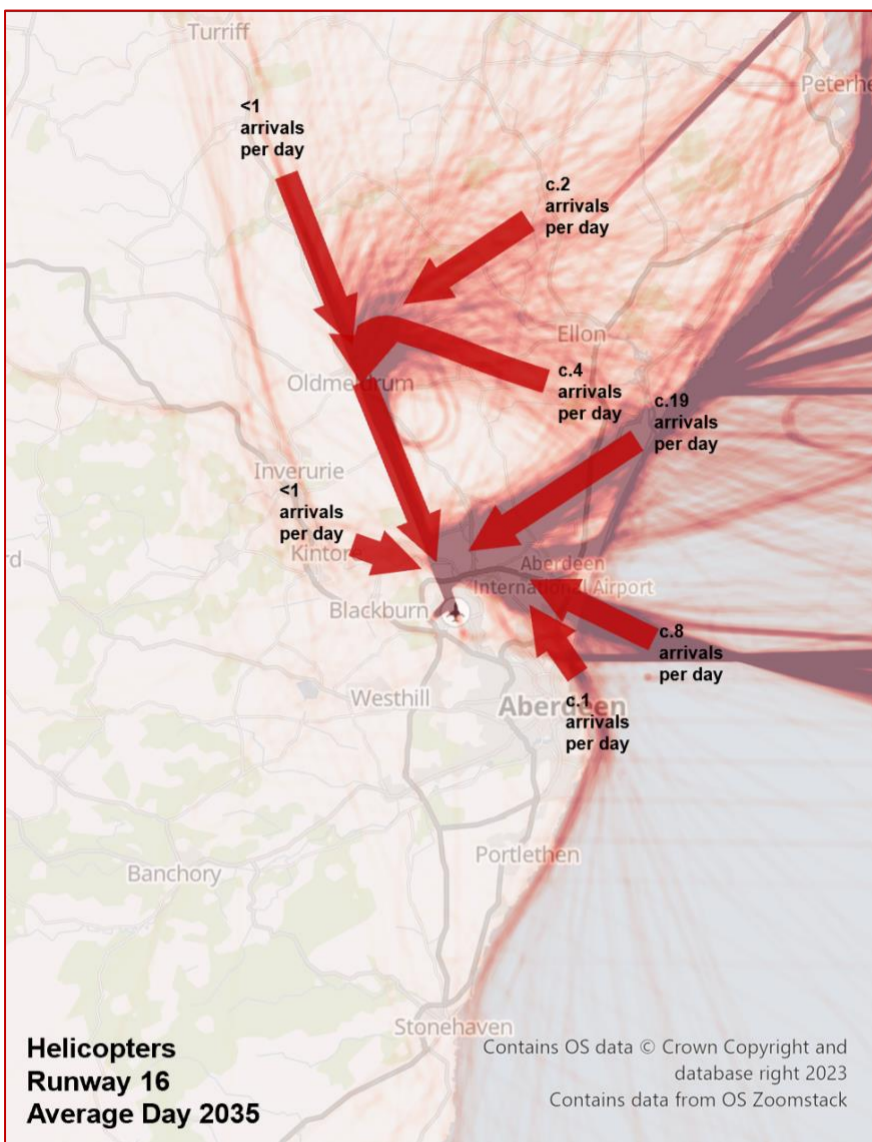 Turriff
Peterhe
<1
arrivals
per day
c.2
arrivals
per day
Ellon
c.4
arrivals
per day
Oldmeldrum
c.19
arrivals
per day
Inverurie
<1
arrivals
per day
Kintore
rd
Aberdeen
International Airport
Blackburn
c.8
arrivals
per day
Westhill
c.1
arrivals
per day
Aberdeen
Portlethen
Banchory
Stonehaven
Helicopters
Runway 16
Average Day 2035
Contains OS data © Crown Copyright and
database right 2023
Contains data from OS Zoomstack